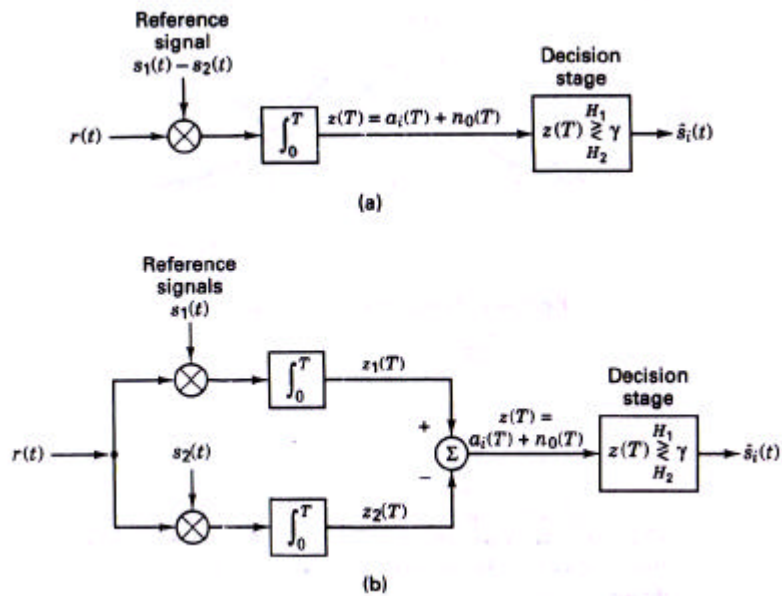 Reference
signal
s₁(t) − s₂(t)
Decision
stage
r(t)
∫₀ᵀ
z(T) = aᵢ(T) + n₀(T)
H₁
z(T) ≷ γ
H₂
ŝᵢ(t)
(a)
Reference
signals
s₁(t)
∫₀ᵀ
z₁(T)
Decision
stage
r(t)
s₂(t)
+
Σ
−
z(T) =
aᵢ(T) + n₀(T)
H₁
z(T) ≷ γ
H₂
ŝᵢ(t)
∫₀ᵀ
z₂(T)
(b)